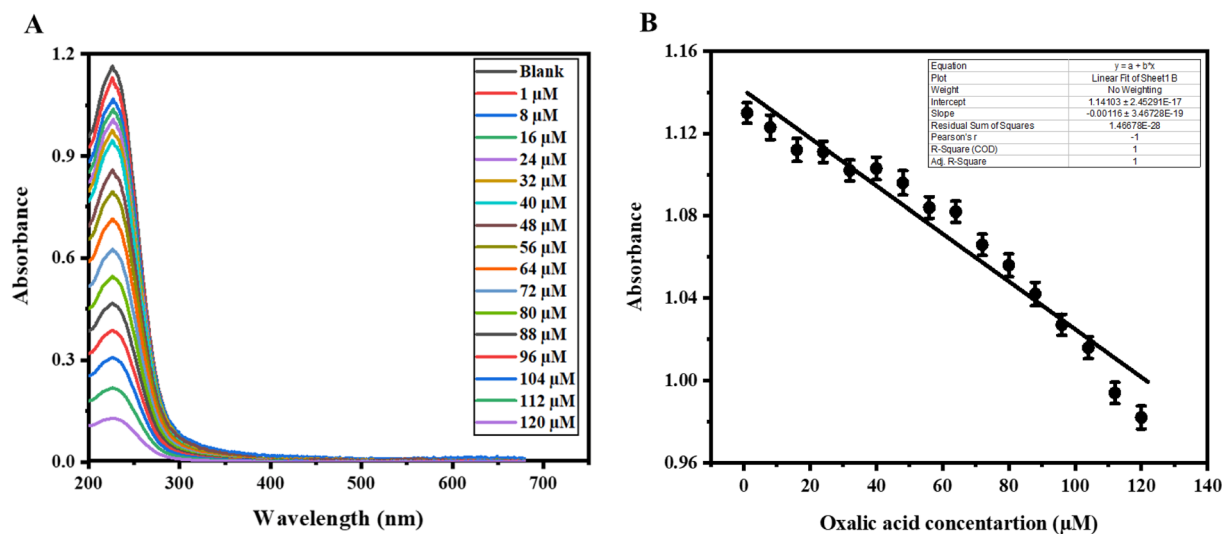 A
1.2
0.9
0.6
0.3
0.0
200
300
400
500
600
700
Absorbance
Wavelength (nm)
Blank
1 µM
8 µM
16 µM
24 µM
32 µM
40 µM
48 µM
56 µM
64 µM
72 µM
80 µM
88 µM
96 µM
104 µM
112 µM
120 µM
B
1.16
1.12
1.08
1.04
1.00
0.96
0
20
40
60
80
100
120
140
Absorbance
Oxalic acid concentartion (µM)
Equation y = a + b*x
Plot Linear Fit of Sheet1 B
Weight No Weighting
Intercept 1.14103 ± 2.45291E-17
Slope -0.00116 ± 3.46728E-19
Residual Sum of Squares 1.46678E-28
Pearson's r -1
R-Square (COD) 1
Adj. R-Square 1